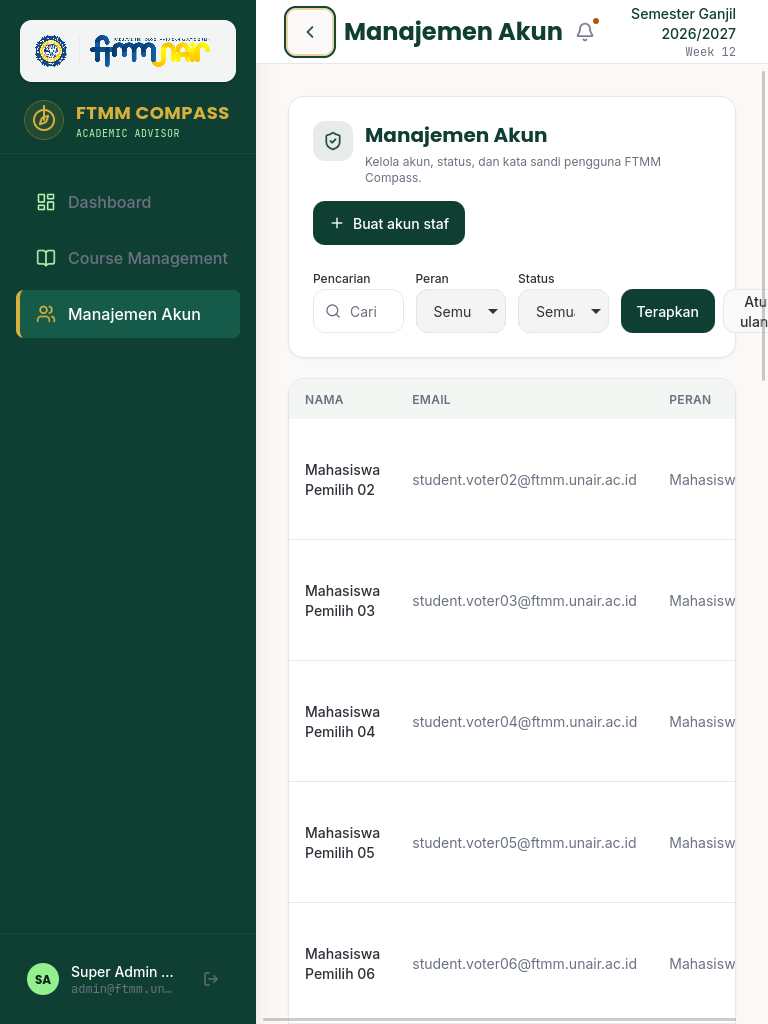 ftmm unair
FTMM COMPASS
ACADEMIC ADVISOR
Dashboard
Course Management
Manajemen Akun
Super Admin ...
admin@ftm.un…
SA
Manajemen Akun
Semester Ganjil
2026/2027
Week 12
Manajemen Akun
Kelola akun, status, dan kata sandi pengguna FTMM
Compass.
Buat akun staf
Pencarian
Peran
Status
Cari
Semu
Semua
Terapkan
Atu
ulan
NAMA
EMAIL
PERAN
Mahasiswa
Pemilih 02
student.voter02@ftmm.unair.ac.id
Mahasisw
Mahasiswa
Pemilih 03
student.voter03@ftmm.unair.ac.id
Mahasisw
Mahasiswa
Pemilih 04
student.voter04@ftmm.unair.ac.id
Mahasisw
Mahasiswa
Pemilih 05
student.voter05@ftmm.unair.ac.id
Mahasisw
Mahasiswa
Pemilih 06
student.voter06@ftmm.unair.ac.id
Mahasisw